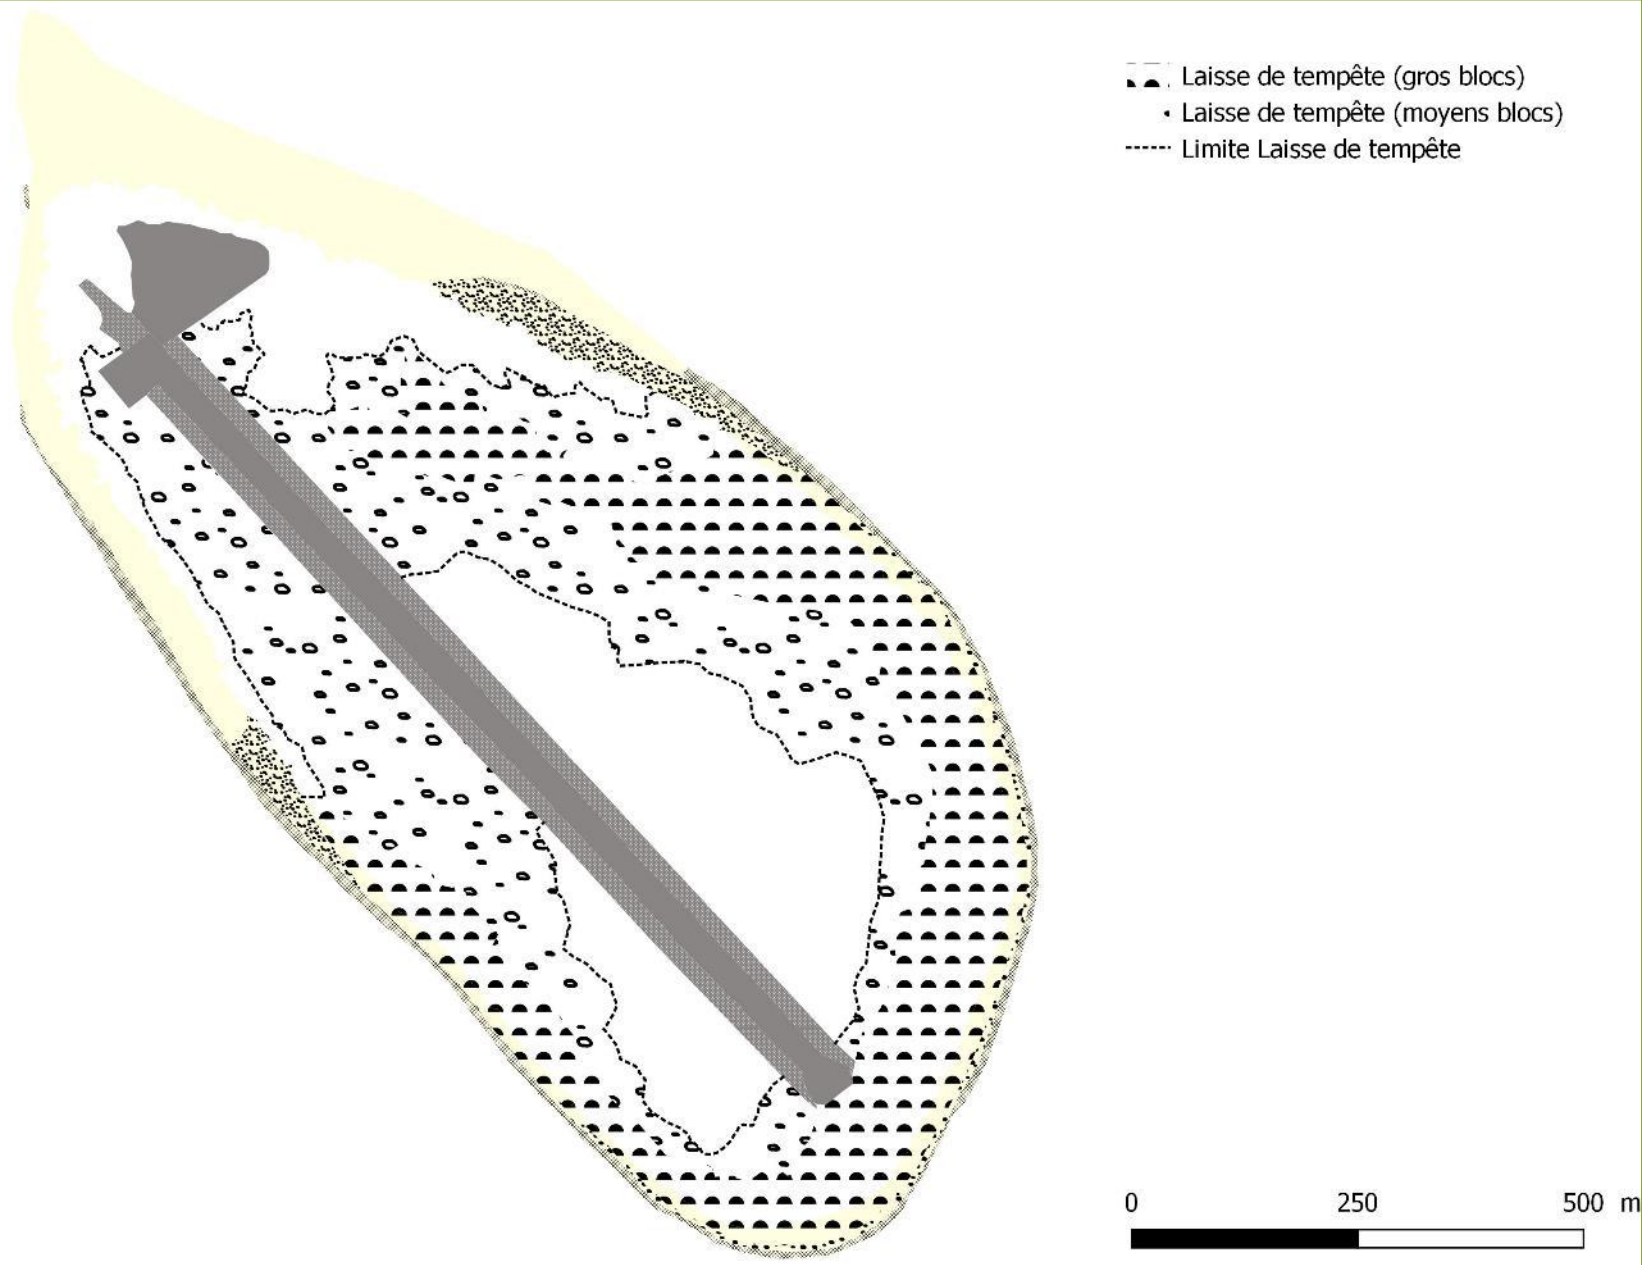 Laisse de tempête (gros blocs)
Laisse de tempête (moyens blocs)
Limite Laisse de tempête
0 250 500 m